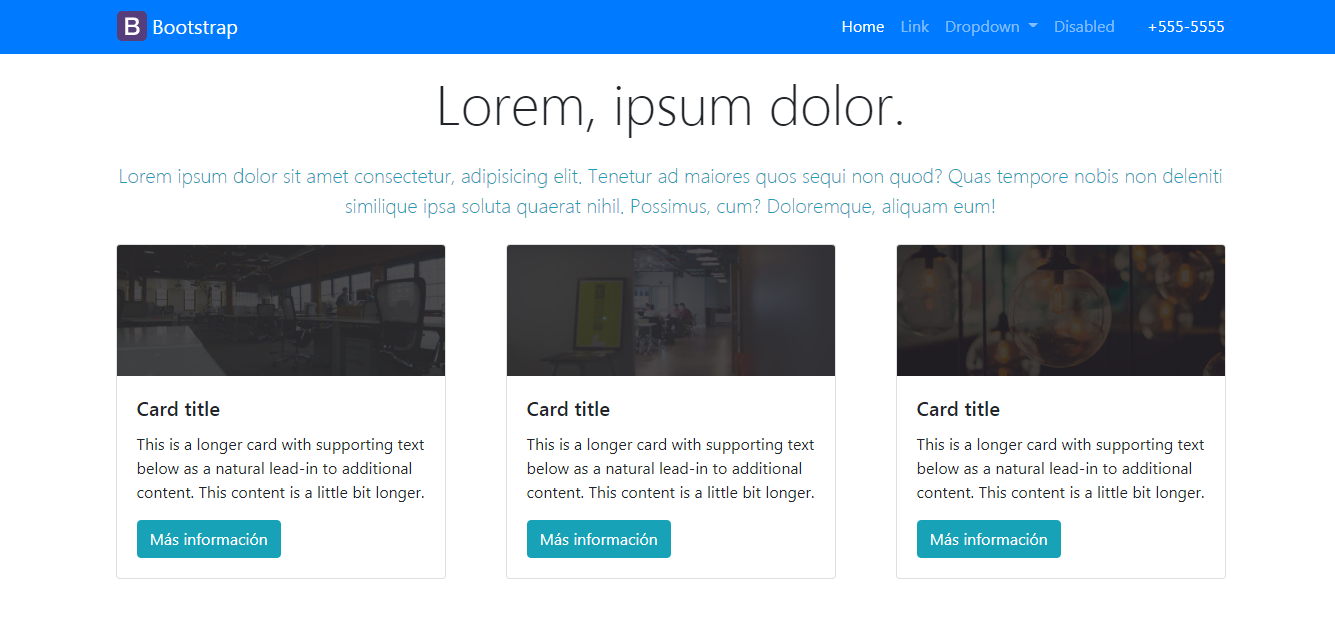 B Bootstrap
Home Link Dropdown Disabled +555-5555
Lorem, ipsum dolor.
Lorem ipsum dolor sit amet consectetur, adipisicing elit. Tenetur ad maiores quos sequi non quod? Quas tempore nobis non deleniti
similique ipsa soluta quaerat nihil. Possimus, cum? Doloremque, aliquam eum!
Card title
This is a longer card with supporting text
below as a natural lead-in to additional
content. This content is a little bit longer.
Más información
Card title
This is a longer card with supporting text
below as a natural lead-in to additional
content. This content is a little bit longer.
Más información
Card title
This is a longer card with supporting text
below as a natural lead-in to additional
content. This content is a little bit longer.
Más información